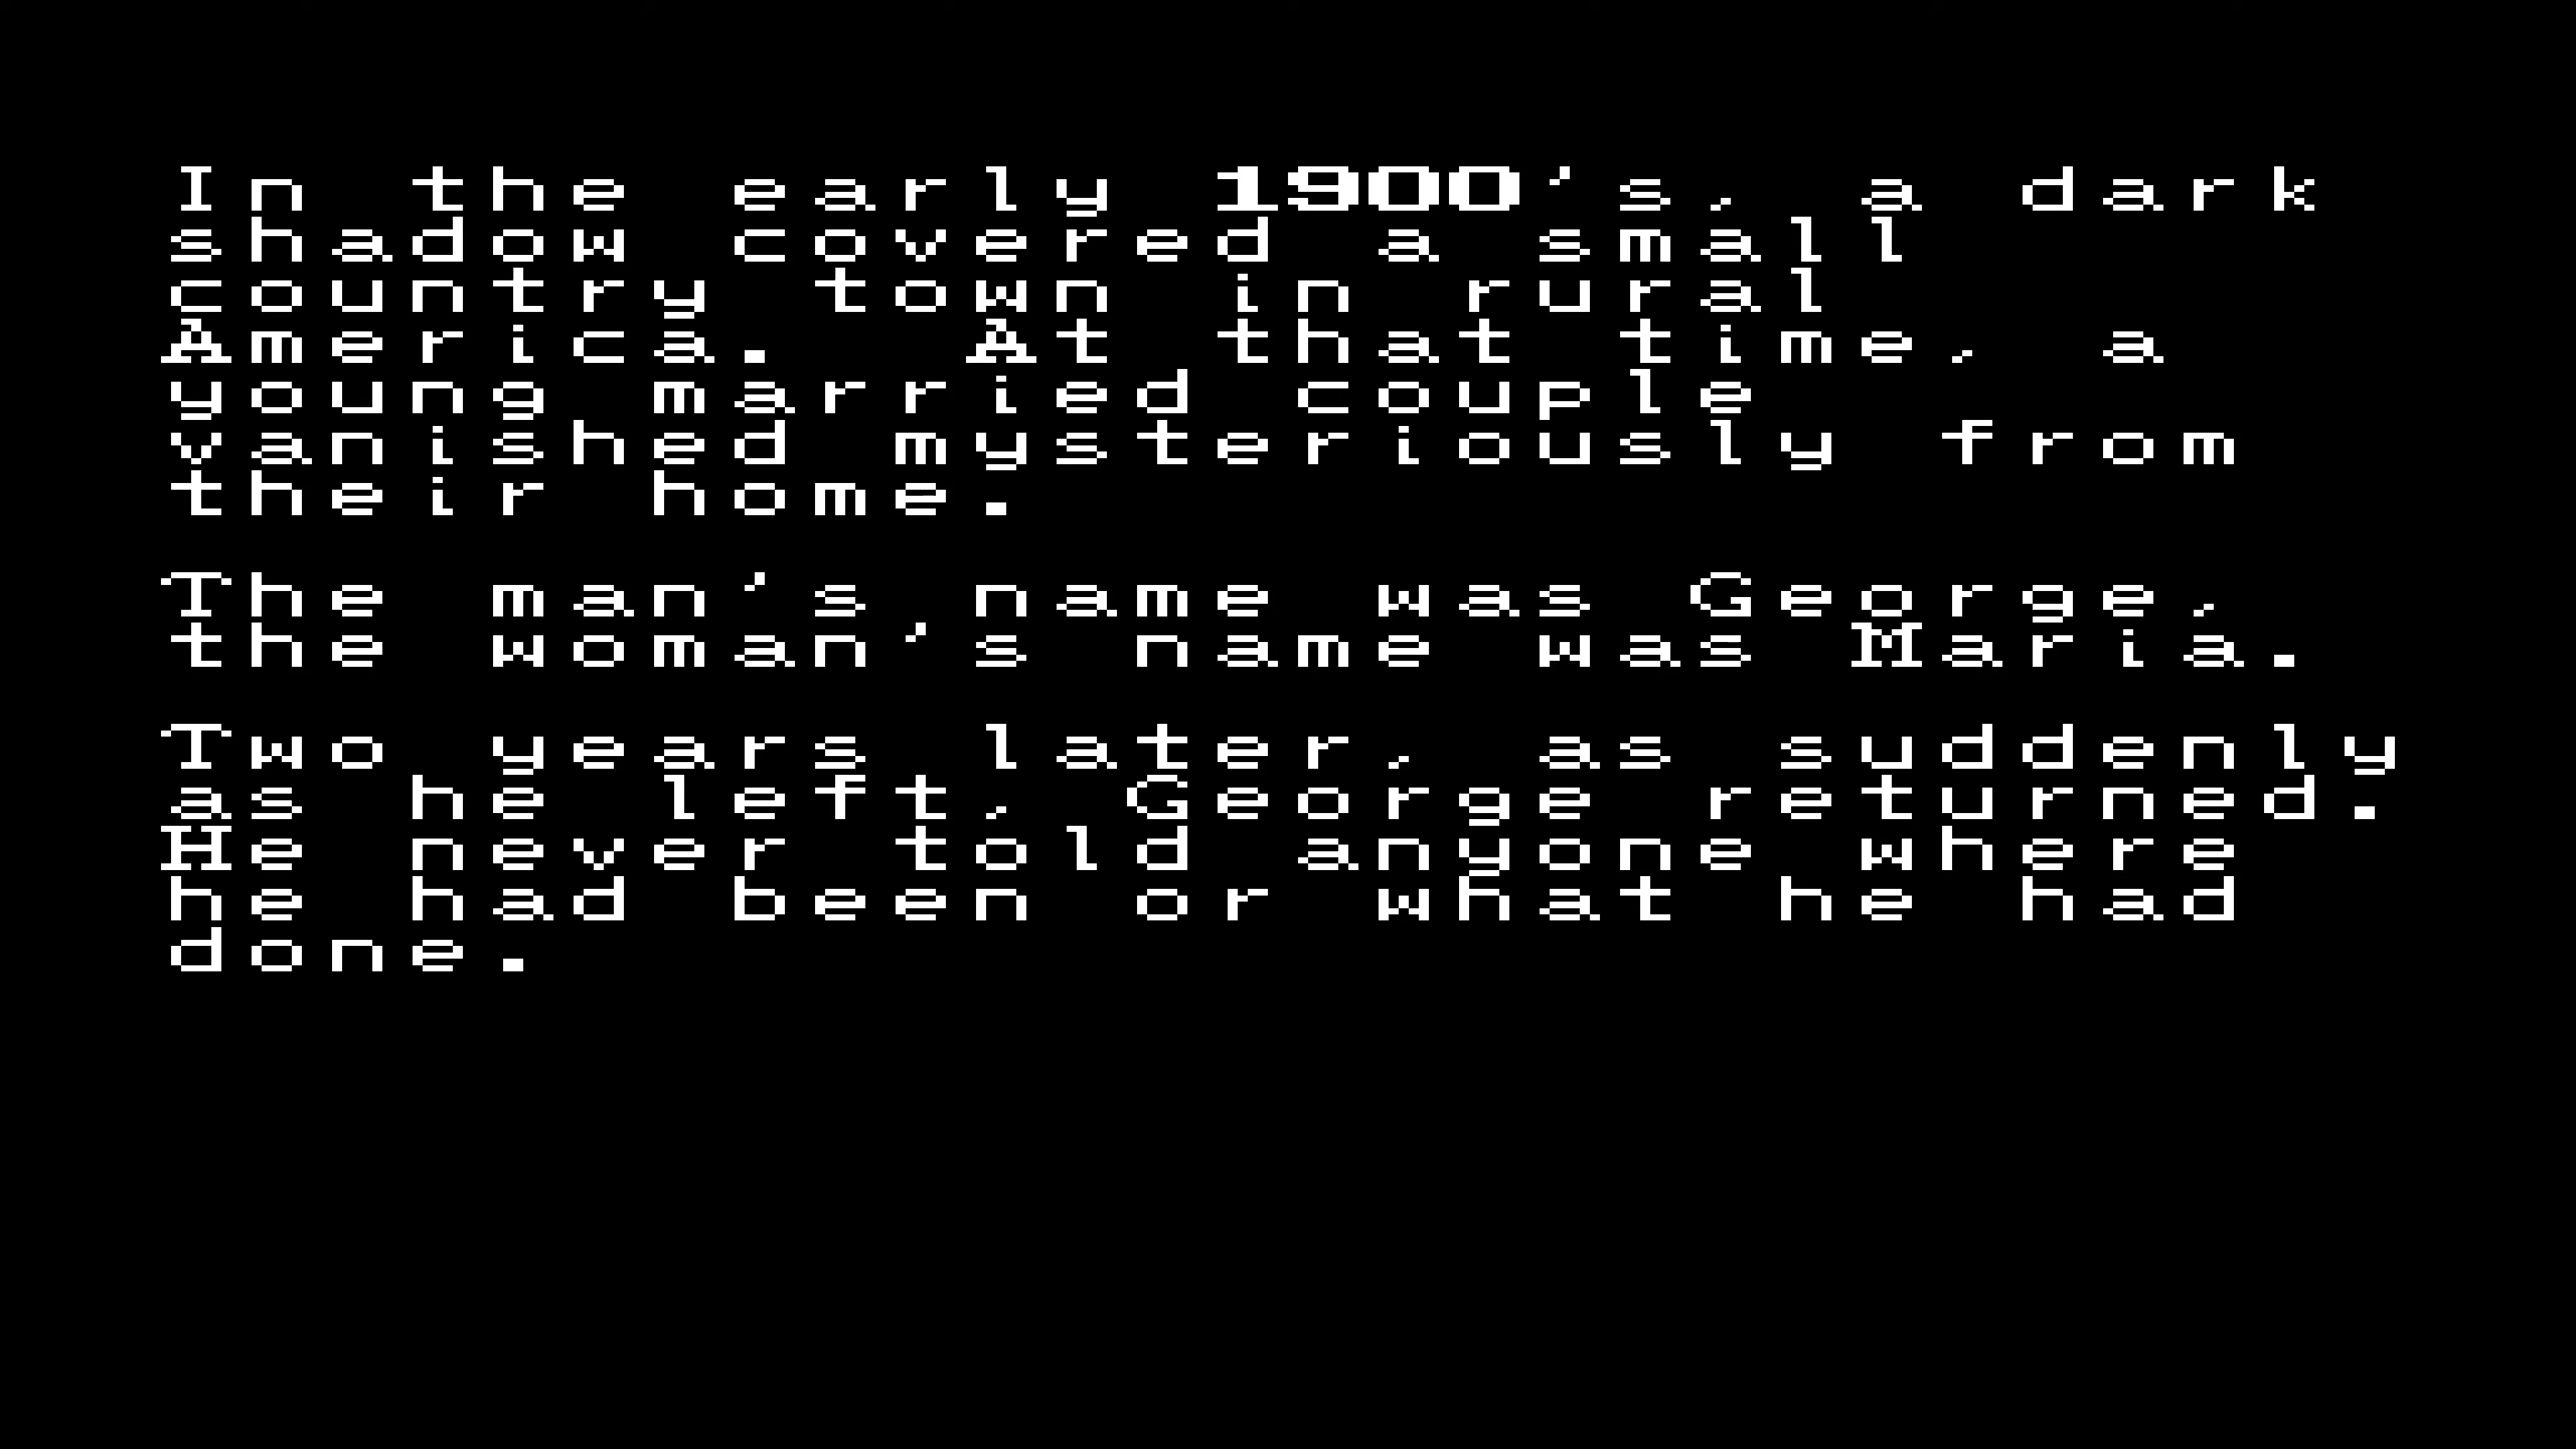 In the early 1900's, a dark
shadow covered a small
country town in rural
America.  At that time, a
young married couple
vanished mysteriously from
their home.
The man's name was George,
the woman's name was Maria.
Two years later, as suddenly
as he left, George returned.
He never told anyone where
he had been or what he had
done.